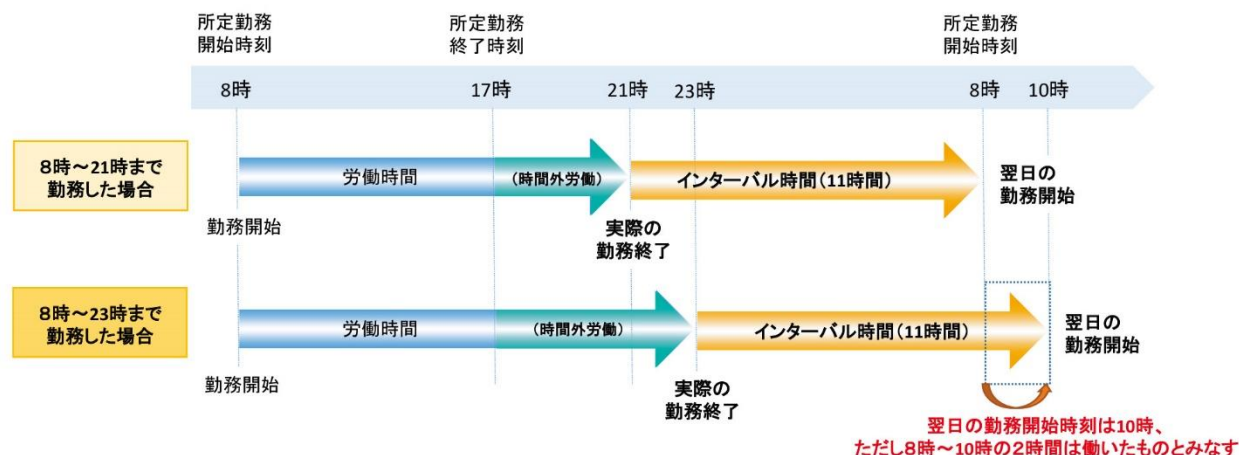 所定勤務
開始時刻
所定勤務
終了時刻
所定勤務
開始時刻
8時
17時
21時
23時
8時
10時
8時～21時まで
勤務した場合
労働時間
(時間外労働)
インターバル時間(11時間)
翌日の
勤務開始
勤務開始
実際の
勤務終了
8時～23時まで
勤務した場合
労働時間
(時間外労働)
インターバル時間(11時間)
翌日の
勤務開始
勤務開始
実際の
勤務終了
翌日の勤務開始時刻は10時、
ただし8時～10時の2時間は働いたものとみなす